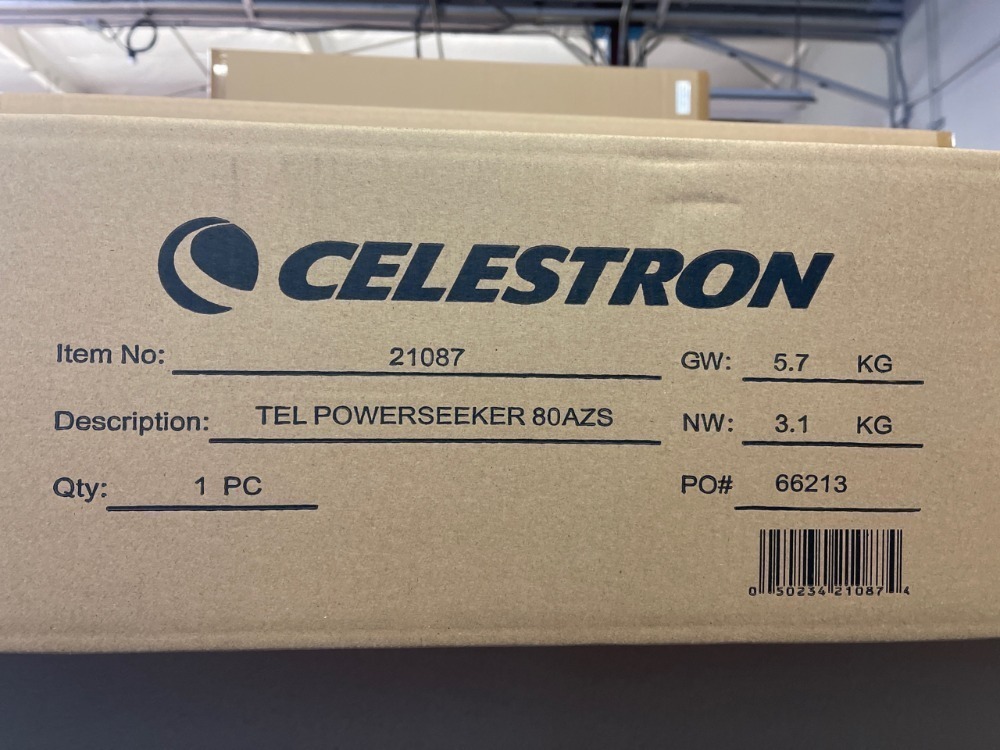 CELESTRON
Item No: 21087 GW: 5.7 KG
Description: TEL POWERSEEKER 80AZS NW: 3.1 KG
Qty: 1 PC PO# 66213
0 50234 21087 4